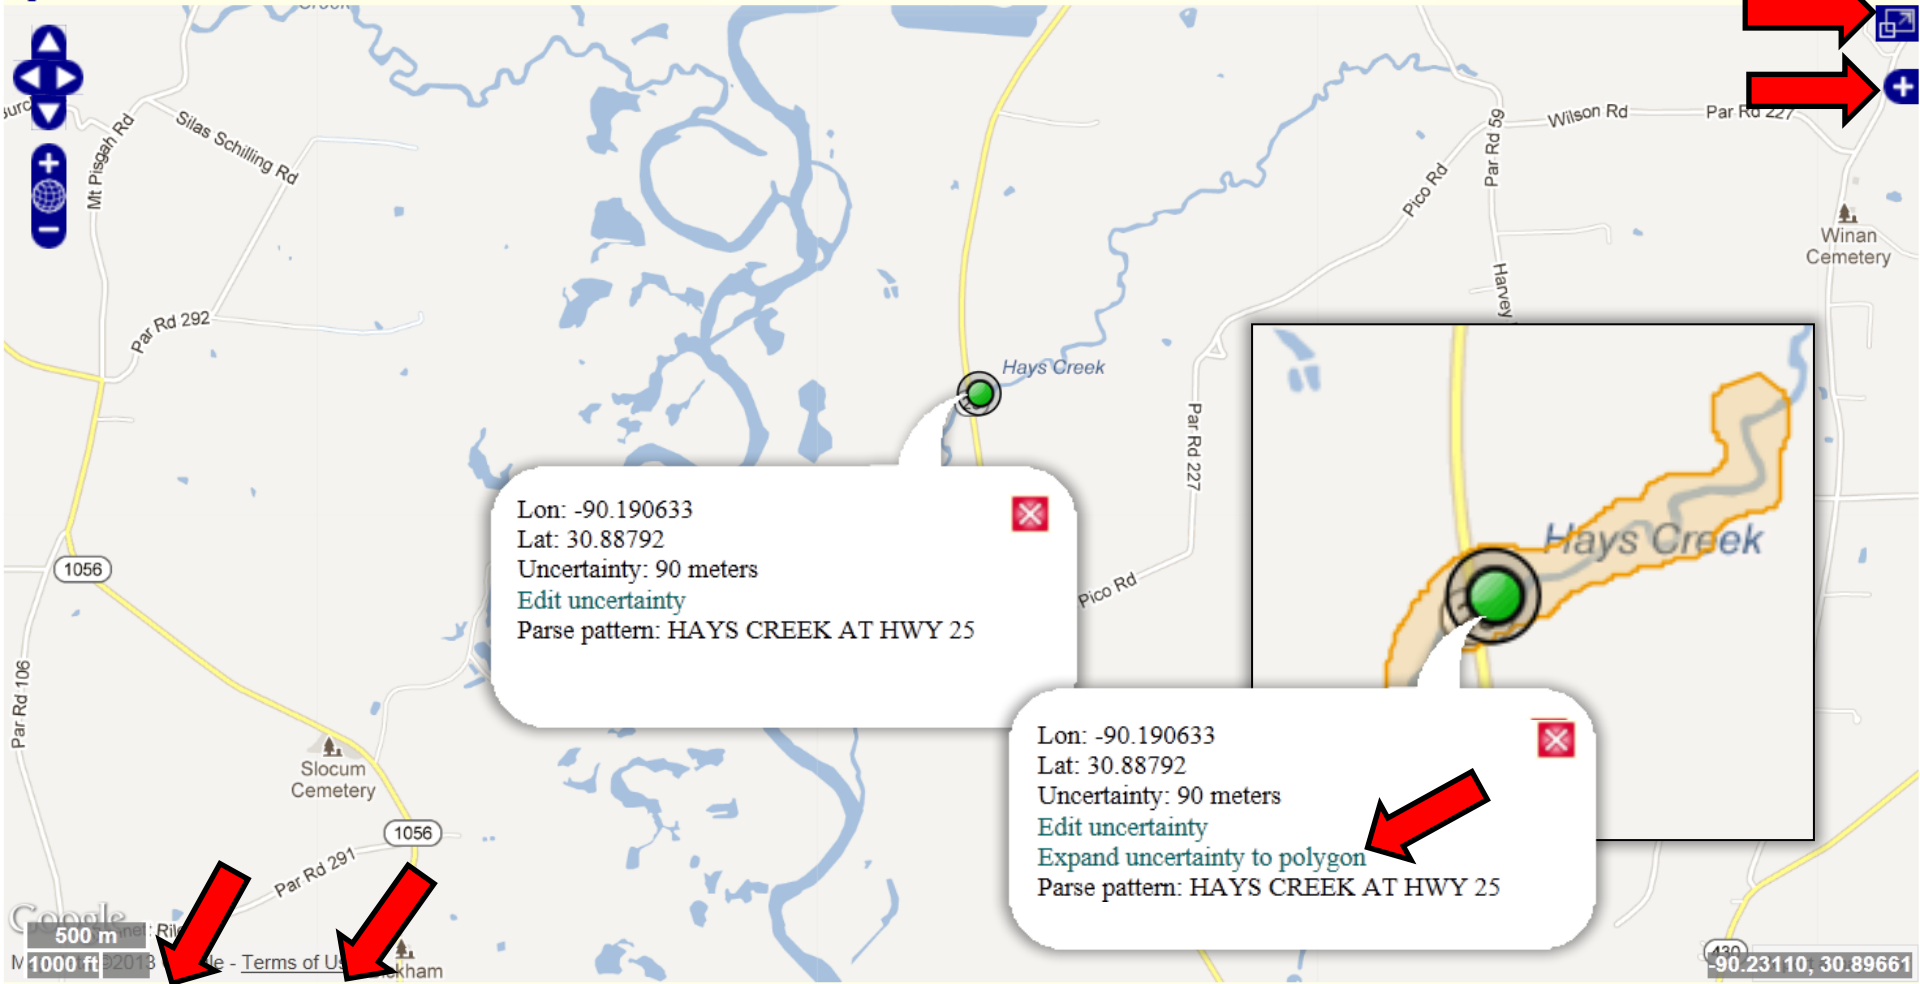 Creek
Mt Pisgah Rd
Silas Schilling Rd
Par Rd 292
Par Rd 59
Wilson Rd
Par Rd 227
Pico Rd
Harvey
Winan
Cemetery
Hays Creek
Par Rd 227
Hays Creek
Lon: -90.190633
Lat: 30.88792
Uncertainty: 90 meters
Edit uncertainty
Parse pattern: HAYS CREEK AT HWY 25
1056
Pico Rd
Par Rd 106
Slocum
Cemetery
1056
Par Rd 291
Lon: -90.190633
Lat: 30.88792
Uncertainty: 90 meters
Edit uncertainty
Expand uncertainty to polygon
Parse pattern: HAYS CREEK AT HWY 25
Google
500 m
1000 ft
©2013
- Terms of Us
430
-90.23110, 30.89661